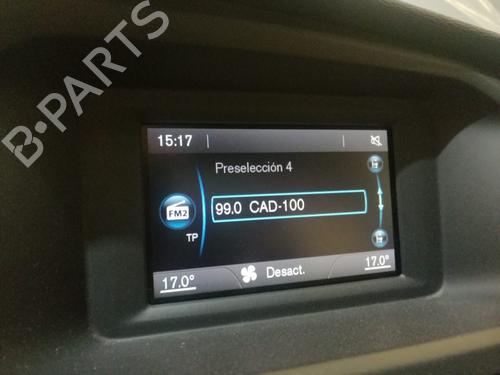 B-PARTS
15:17
Preselección 4
FM2
99.0 CAD-100
TP
17.0° Desact. 17.0°